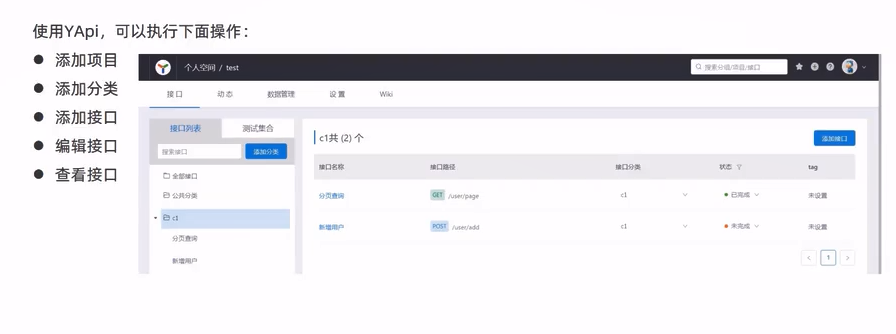 使用YApi，可以执行下面操作：
● 添加项目
● 添加分类
● 添加接口
● 编辑接口
● 查看接口
个人空间 / test
搜索分组/项目/接口
接口 动态 数据管理 设置 Wiki
接口列表 测试集合
搜索接口 添加分类
全部接口
公共分类
c1
分页查询
新增用户
c1共 (2) 个 添加接口
接口名称 接口路径 接口分类 状态 tag
分页查询 GET /user/page c1 已完成 未设置
新增用户 POST /user/add c1 未完成 未设置
< 1 >